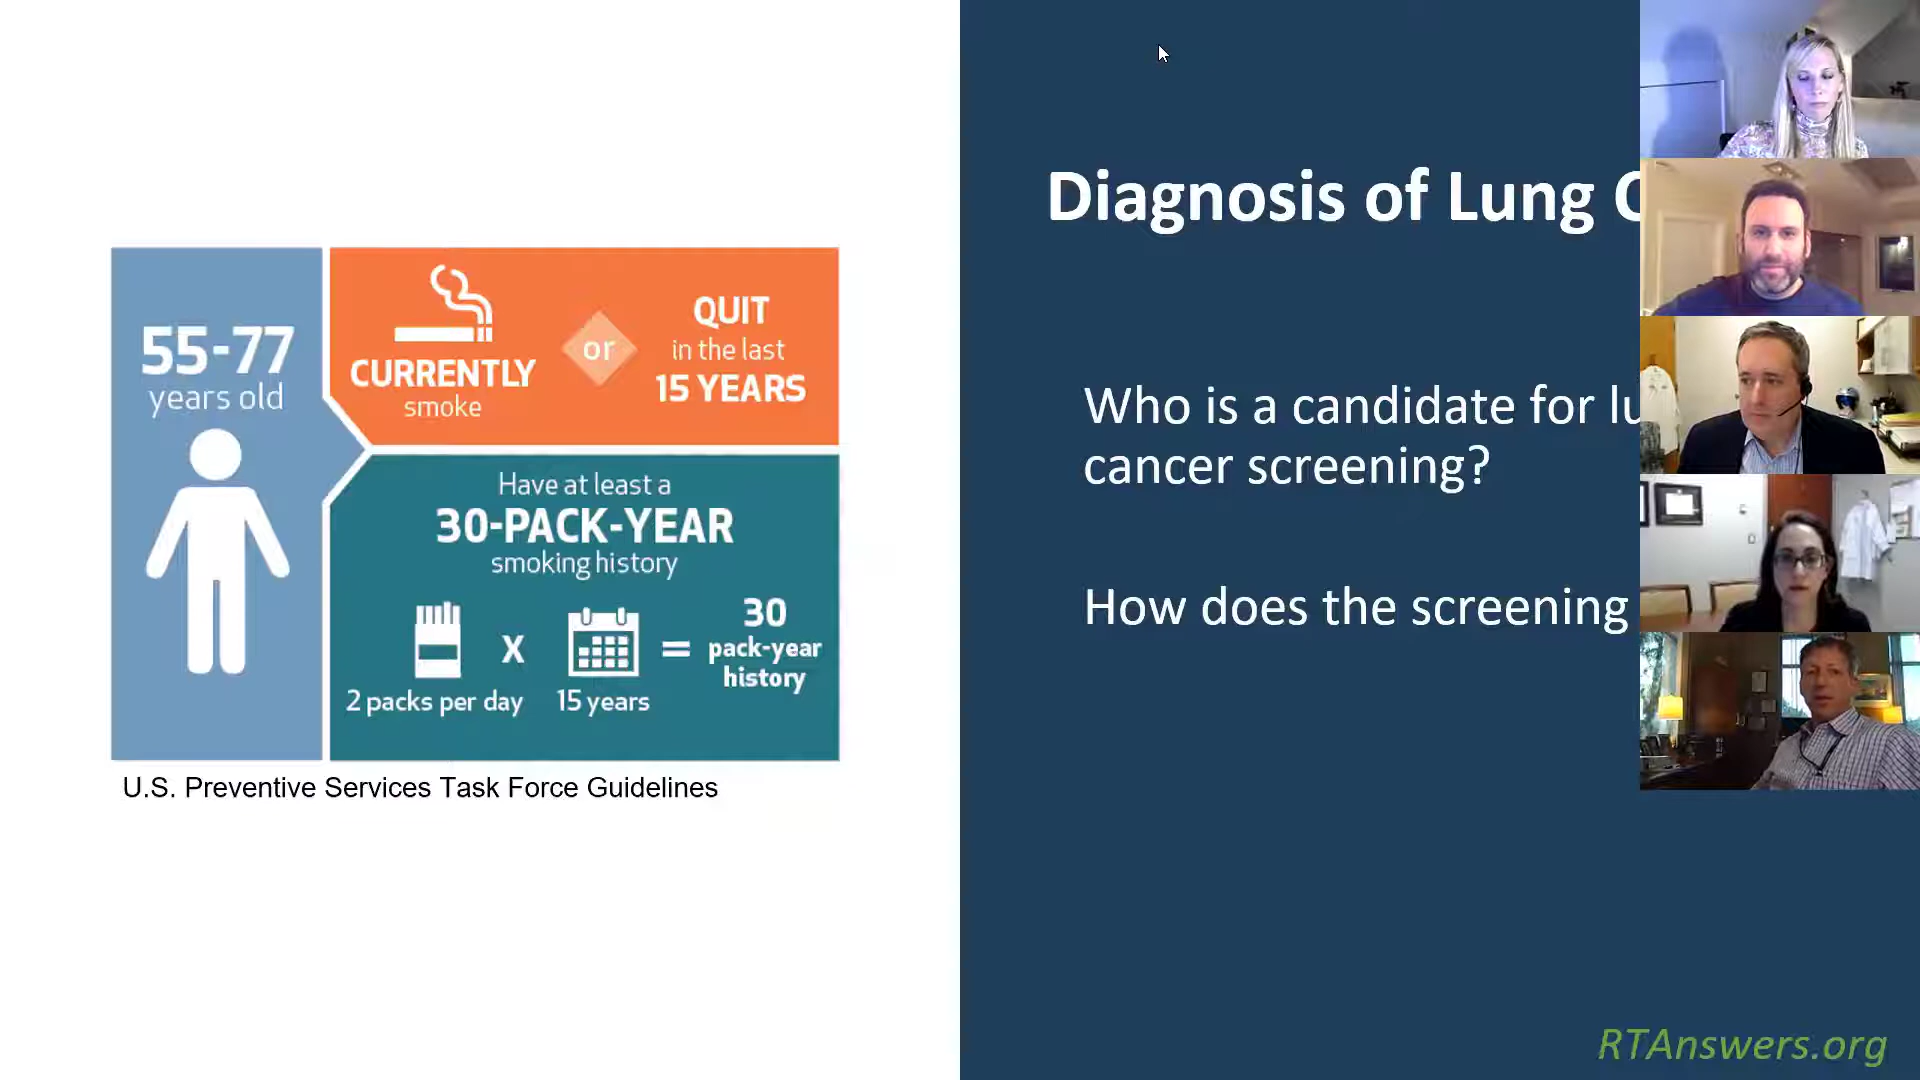 55-77
years old
CURRENTLY
smoke
or
QUIT
in the last
15 YEARS
Have at least a
30-PACK-YEAR
smoking history
2 packs per day
X
15 years
=
30
pack-year
history
U.S. Preventive Services Task Force Guidelines
Diagnosis of Lung
Who is a candidate for
cancer screening?
How does the screening
RTAnswers.org